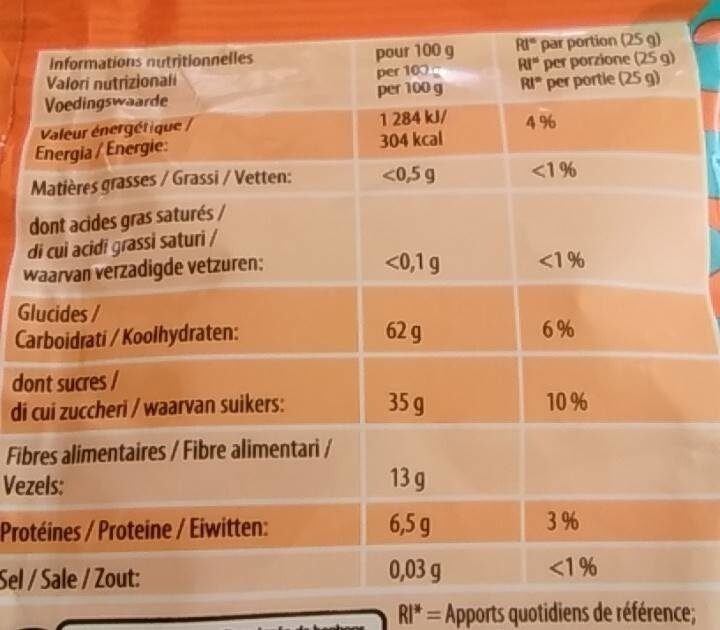 Informations nutritionnelles
Valori nutrizionali
Voedingswaarde
pour 100 g
per 100 g
per 100 g
RI* par portion (25 g)
RI* per porzione (25 g)
RI* per portie (25 g)
Valeur énergétique /
Energia / Energie:
1 284 kJ/
304 kcal
4 %
Matières grasses / Grassi / Vetten:
<0,5 g
<1 %
dont acides gras saturés /
di cui acidi grassi saturi /
waarvan verzadigde vetzuren:
<0,1 g
<1 %
Glucides /
Carboidrati / Koolhydraten:
62 g
6 %
dont sucres /
di cui zuccheri / waarvan suikers:
35 g
10 %
Fibres alimentaires / Fibre alimentari /
Vezels:
13 g
Protéines / Proteine / Eiwitten:
6,5 g
3 %
Sel / Sale / Zout:
0,03 g
<1 %
RI* = Apports quotidiens de référence;